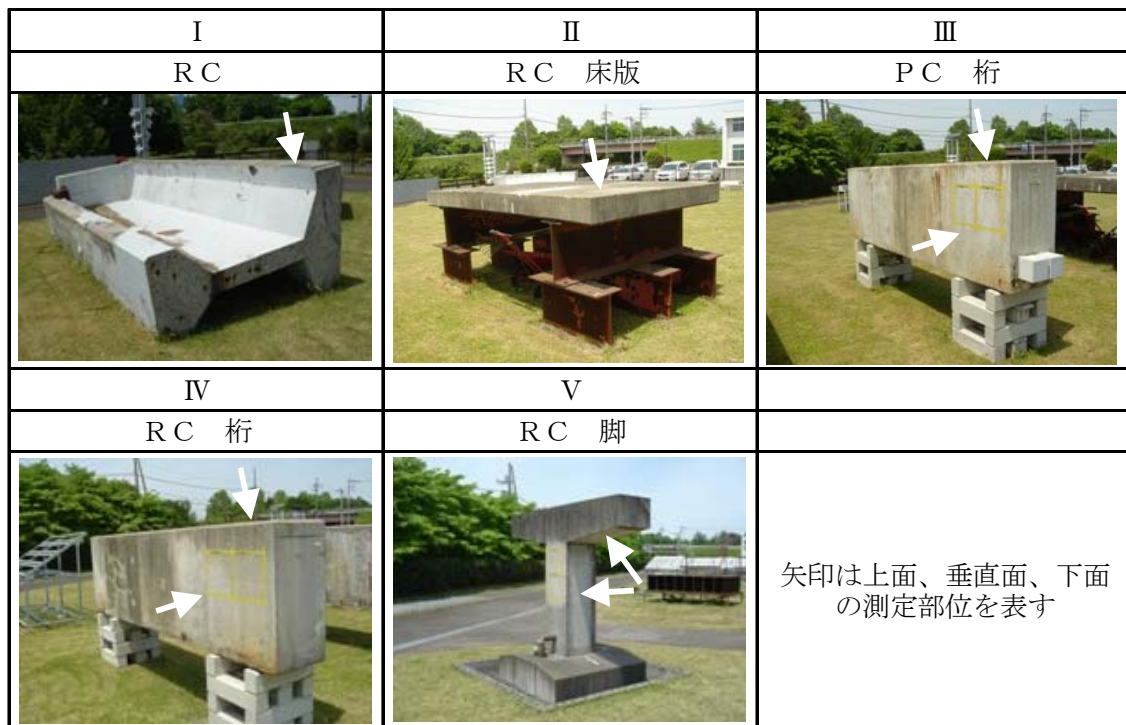 Ⅰ
Ⅱ
Ⅲ
ＲＣ
ＲＣ　床版
ＰＣ　桁
Ⅳ
Ⅴ
ＲＣ　桁
ＲＣ　脚
矢印は上面、垂直面、下面
の測定部位を表す